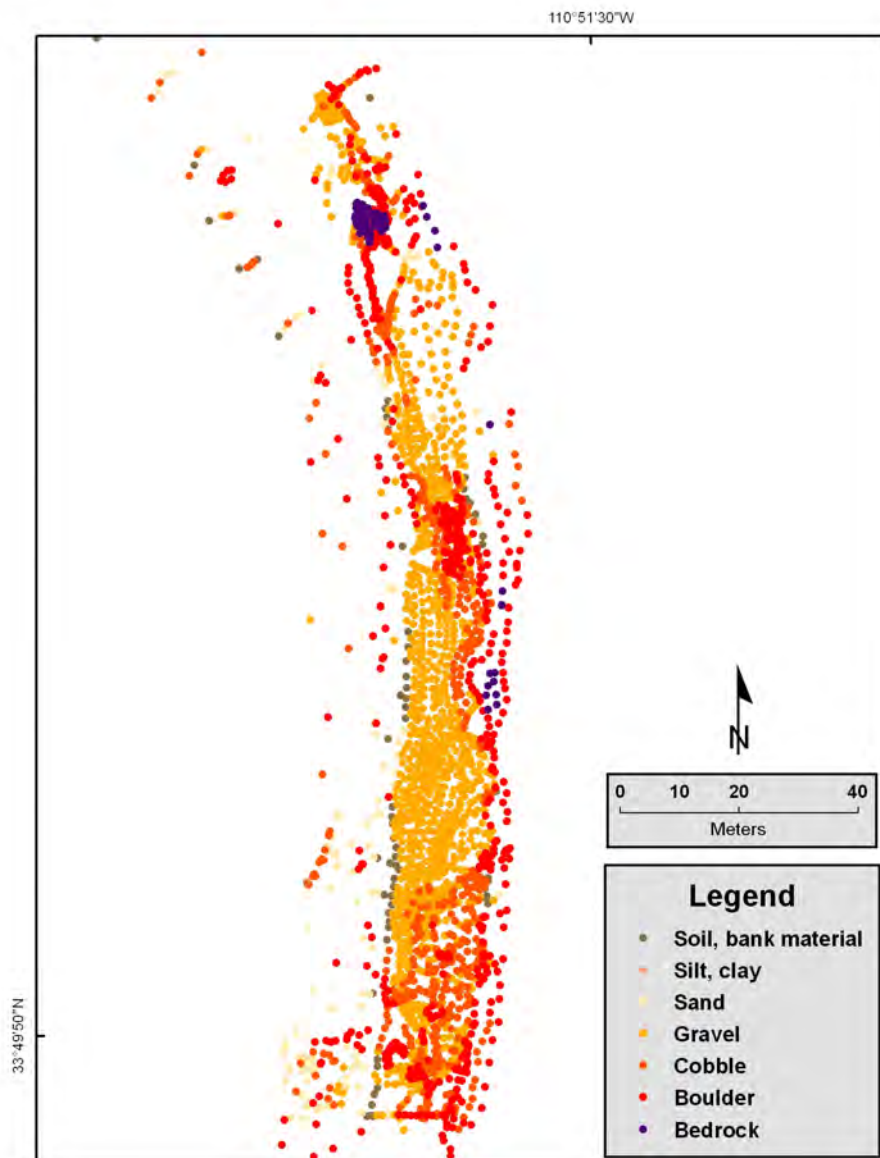 110°51'30"W
N
0 10 20 40
Meters
Legend
Soil, bank material
Silt, clay
Sand
Gravel
Cobble
Boulder
Bedrock
33°49'50"N